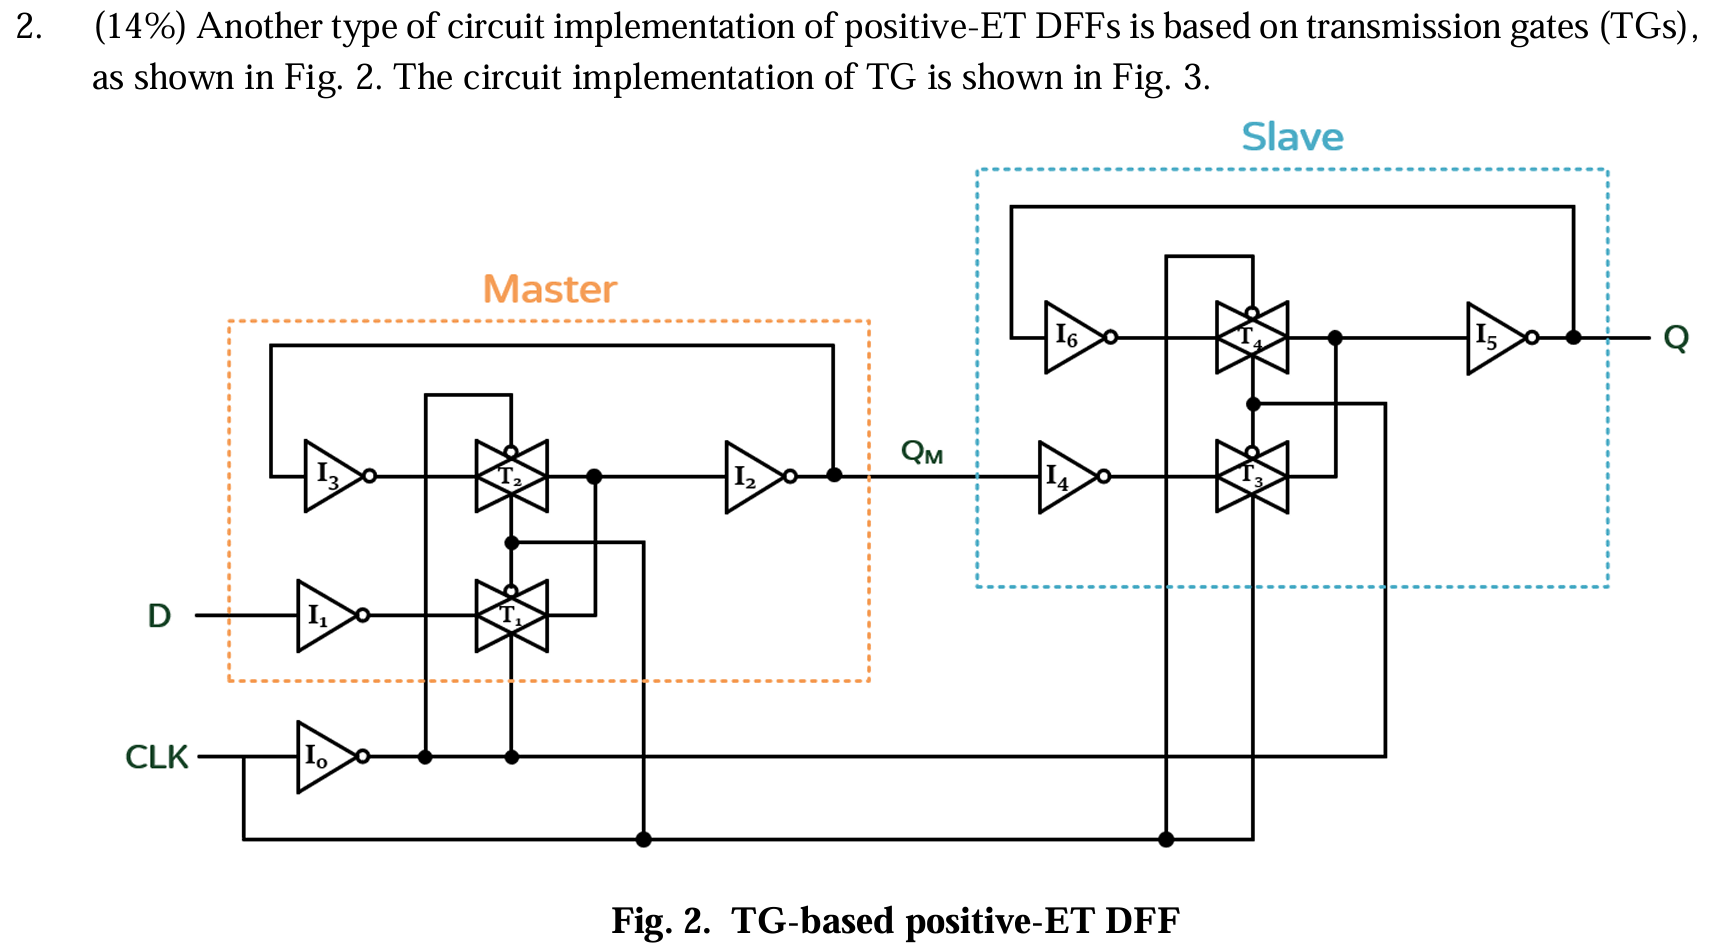 2. (14%) Another type of circuit implementation of positive-ET DFFs is based on transmission gates (TGs),
as shown in Fig. 2. The circuit implementation of TG is shown in Fig. 3.
Slave
Master
I₆
T₄
I₅
Q
I₃
T₂
I₂
Qᴍ
I₄
T₃
D
I₁
T₁
CLK
I₀
Fig. 2. TG-based positive-ET DFF